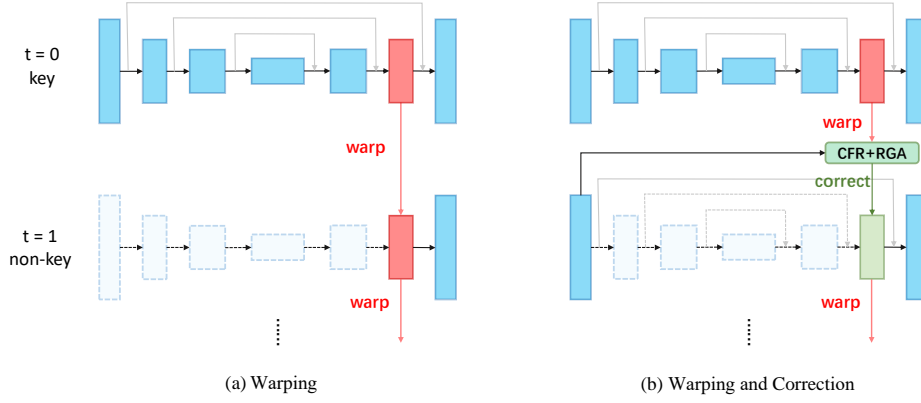 t = 0
key
warp
t = 1
non-key
warp
(a) Warping
warp
CFR+RGA
correct
warp
(b) Warping and Correction